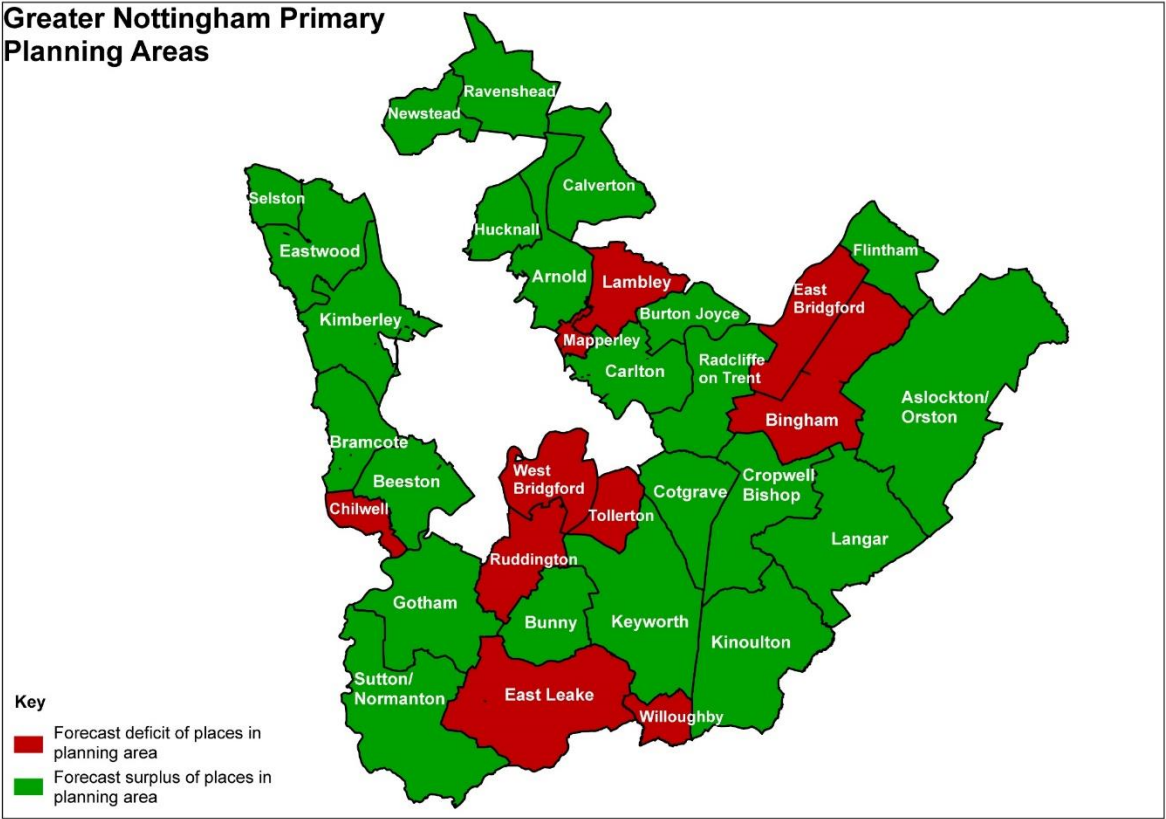 Greater Nottingham Primary
Planning Areas
Ravenshead
Newstead
Calverton
Selston
Hucknall
Eastwood
Flintham
Arnold
Lambley
East
Bridgford
Burton Joyce
Kimberley
Mapperley
Radcliffe
on Trent
Carlton
Aslockton/
Orston
Bingham
Bramcote
West
Bridgford
Beeston
Cotgrave
Cropwell
Bishop
Chilwell
Tollerton
Langar
Ruddington
Gotham
Bunny
Keyworth
Kinoulton
Sutton/
Normanton
East Leake
Willoughby
Key
Forecast deficit of places in
planning area
Forecast surplus of places in
planning area